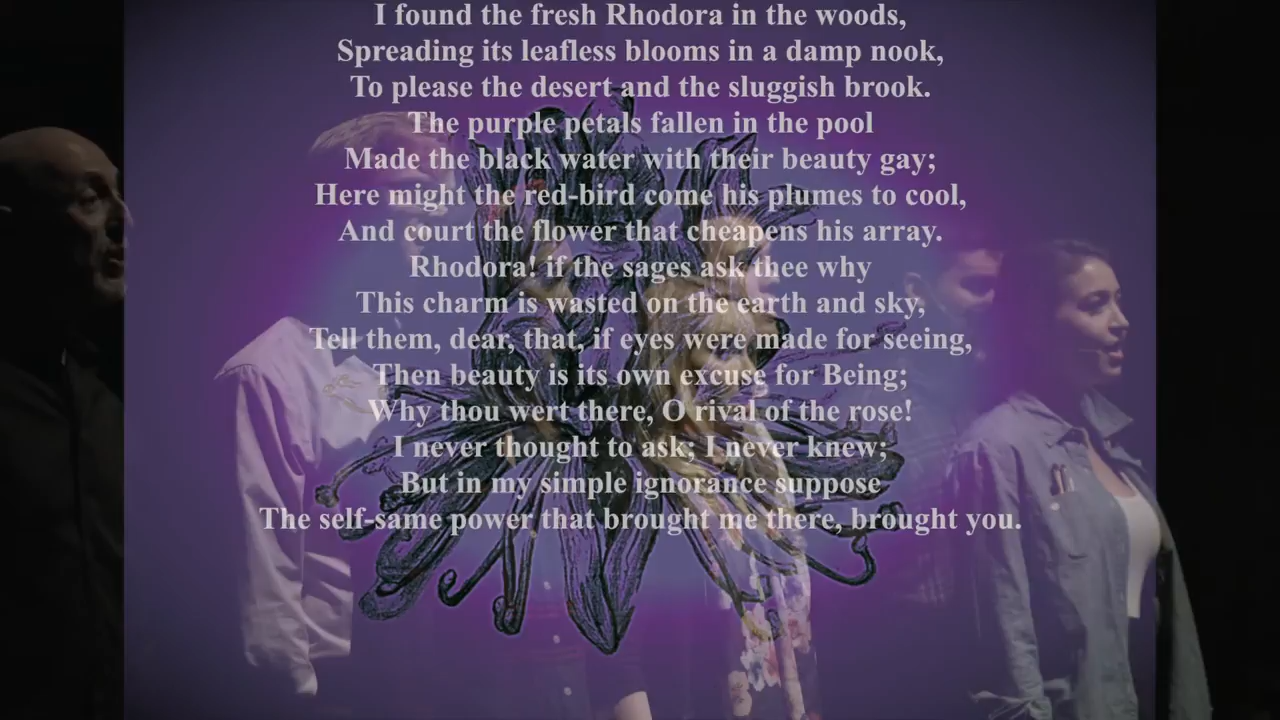 I found the fresh Rhodora in the woods,
Spreading its leafless blooms in a damp nook,
To please the desert and the sluggish brook.
The purple petals fallen in the pool
Made the black water with their beauty gay;
Here might the red-bird come his plumes to cool,
And court the flower that cheapens his array.
Rhodora! if the sages ask thee why
This charm is wasted on the earth and sky,
Tell them, dear, that, if eyes were made for seeing,
Then beauty is its own excuse for Being;
Why thou wert there, O rival of the rose!
I never thought to ask; I never knew;
But in my simple ignorance suppose
The self-same power that brought me there, brought you.